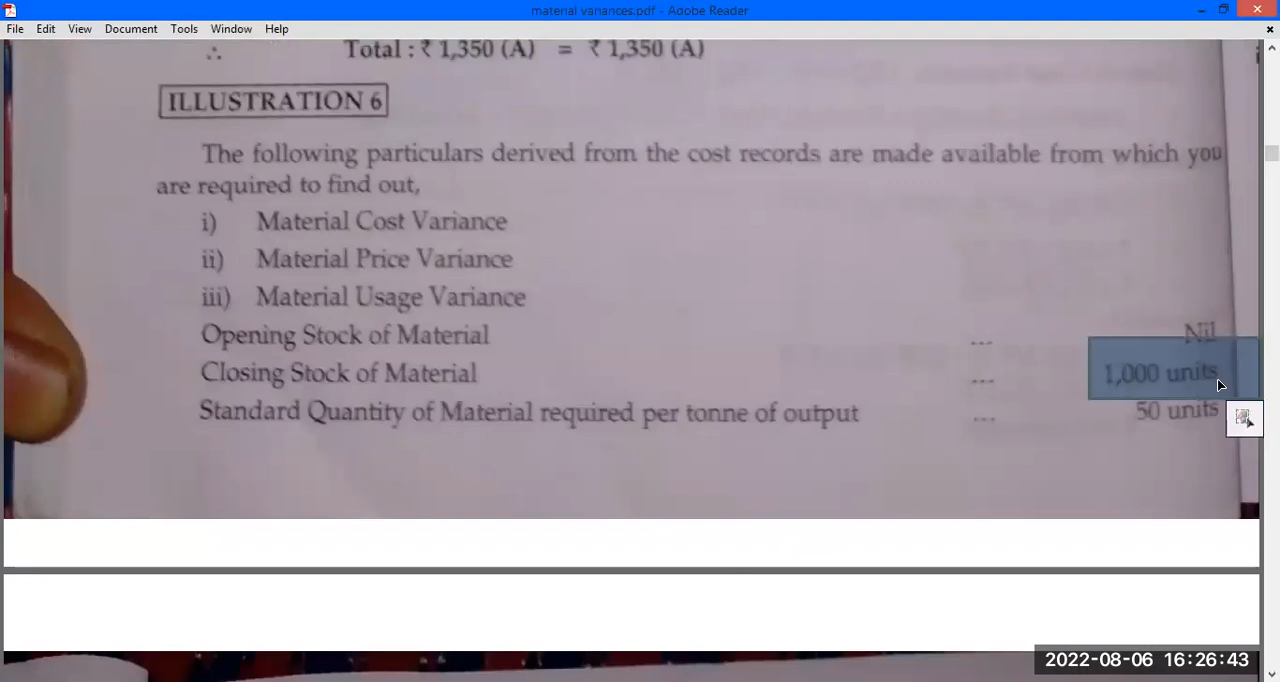 material variances.pdf - Adobe Reader
File Edit View Document Tools Window Help
∴ Total : ₹ 1,350 (A) = ₹ 1,350 (A)
ILLUSTRATION 6
The following particulars derived from the cost records are made available from which you
are required to find out,
i) Material Cost Variance
ii) Material Price Variance
iii) Material Usage Variance
Opening Stock of Material ... Nil
Closing Stock of Material ... 1,000 units
Standard Quantity of Material required per tonne of output ... 50 units
2022-08-06 16:26:43